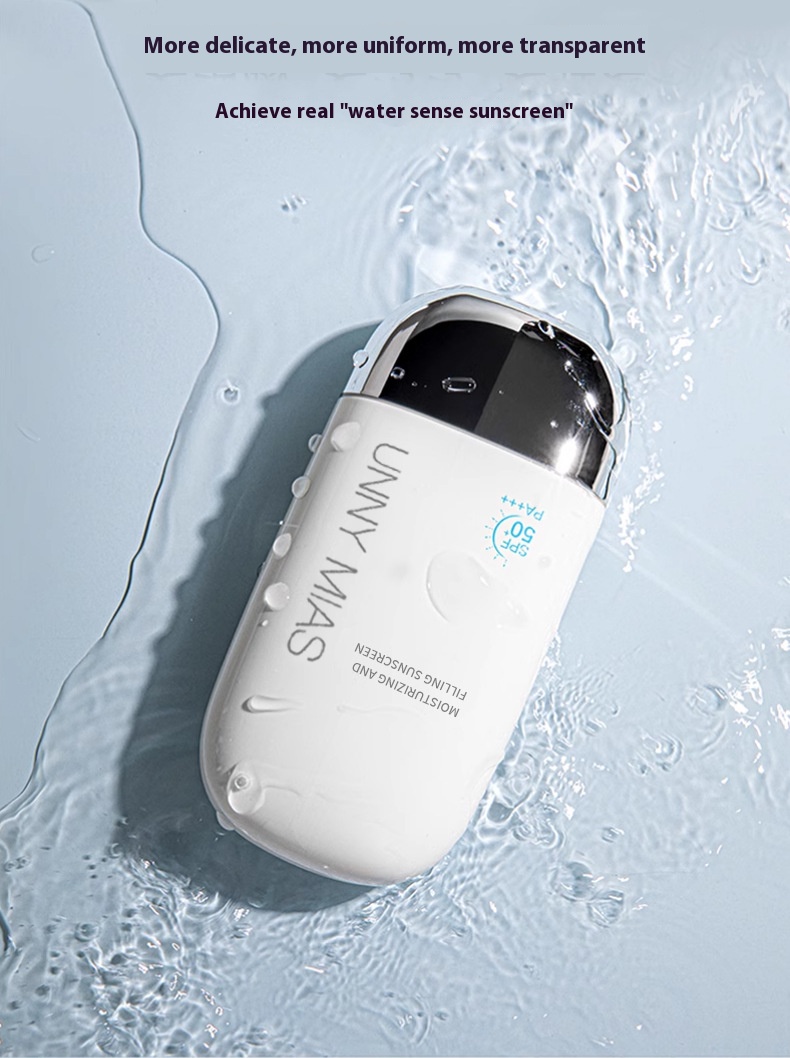 More delicate, more uniform, more transparent
Achieve real "water sense sunscreen"
UNNY MIAS
SPF
50+
PA+++
MOISTURIZING AND
FILLING SUNSCREEN